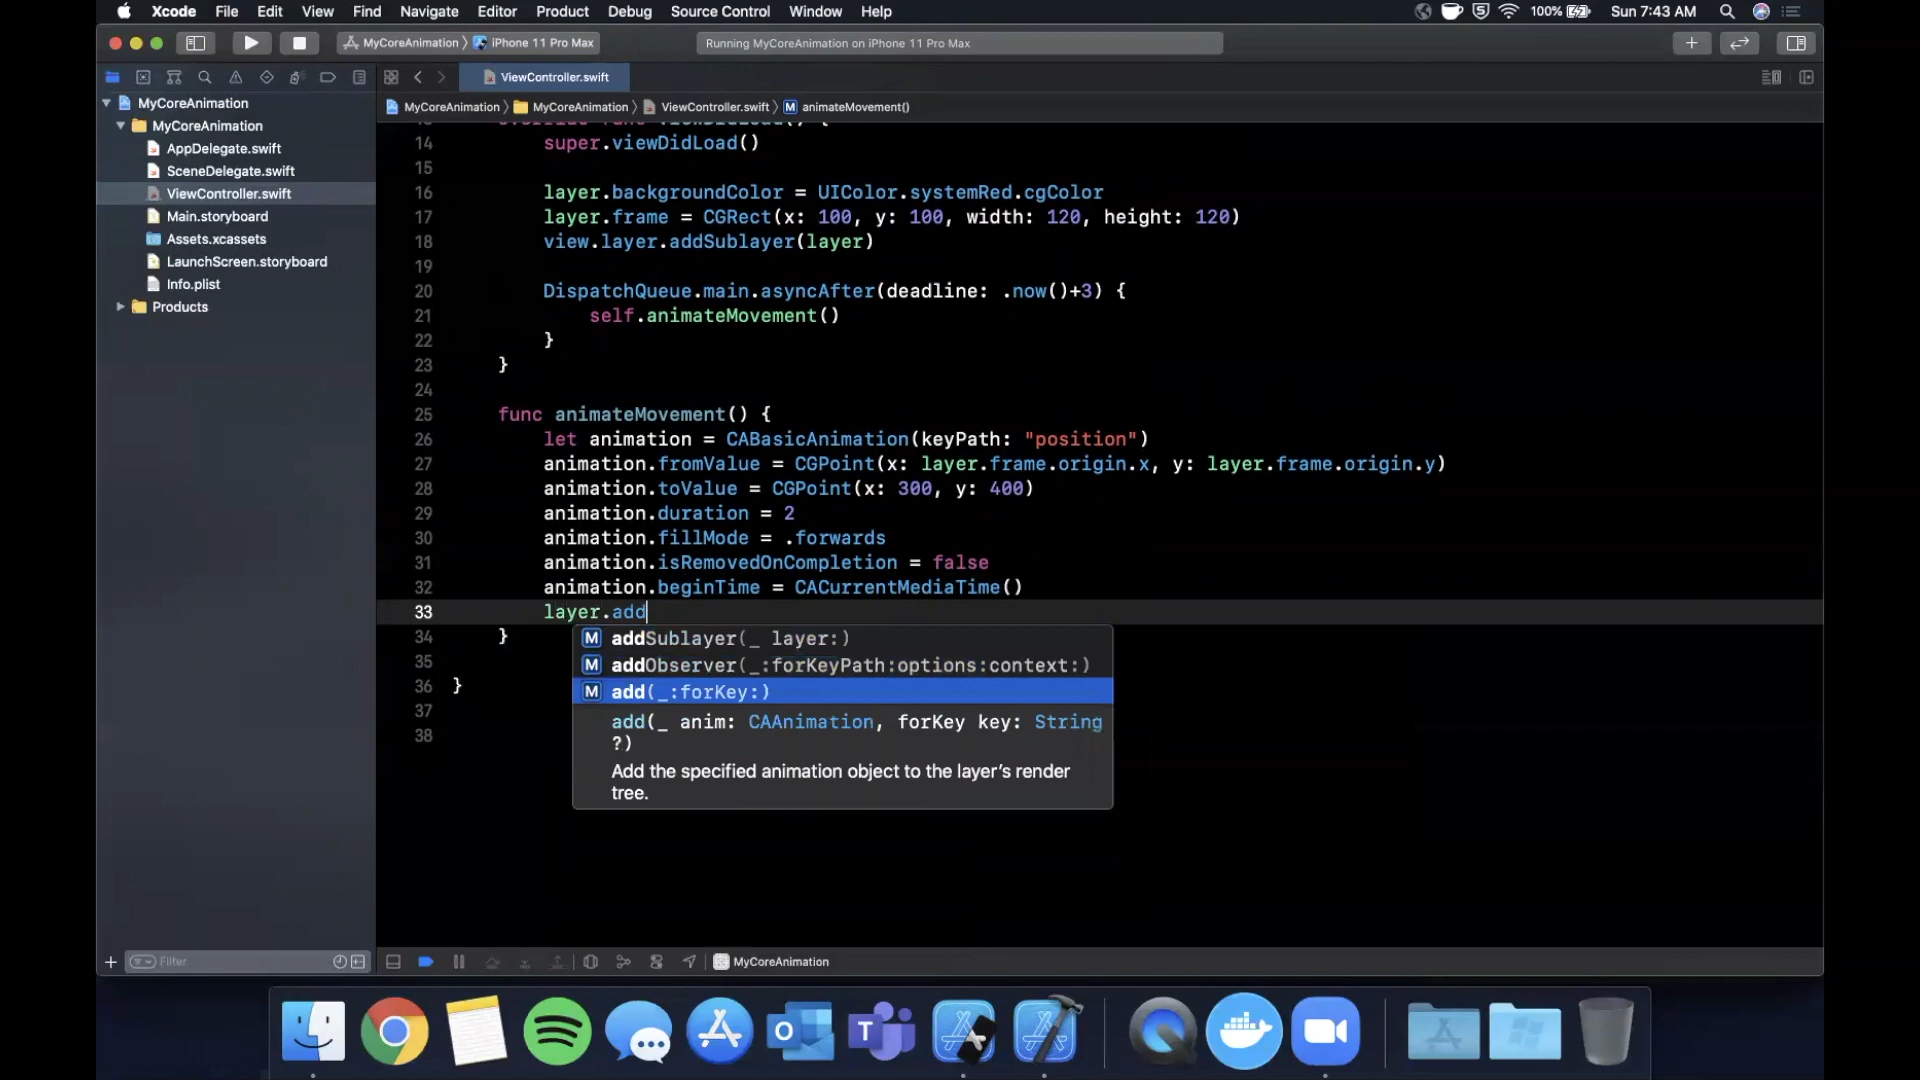 Xcode File Edit View Find Navigate Editor Product Debug Source Control Window Help 100% Sun 7:43 AM
MyCoreAnimation iPhone 11 Pro Max Running MyCoreAnimation on iPhone 11 Pro Max
ViewController.swift
MyCoreAnimation MyCoreAnimation ViewController.swift M animateMovement()
MyCoreAnimation
MyCoreAnimation
AppDelegate.swift
SceneDelegate.swift
ViewController.swift
Main.storyboard
Assets.xcassets
LaunchScreen.storyboard
Info.plist
Products
14 super.viewDidLoad()
15
16 layer.backgroundColor = UIColor.systemRed.cgColor
17 layer.frame = CGRect(x: 100, y: 100, width: 120, height: 120)
18 view.layer.addSublayer(layer)
19
20 DispatchQueue.main.asyncAfter(deadline: .now()+3) {
21 self.animateMovement()
22 }
23 }
24
25 func animateMovement() {
26 let animation = CABasicAnimation(keyPath: "position")
27 animation.fromValue = CGPoint(x: layer.frame.origin.x, y: layer.frame.origin.y)
28 animation.toValue = CGPoint(x: 300, y: 400)
29 animation.duration = 2
30 animation.fillMode = .forwards
31 animation.isRemovedOnCompletion = false
32 animation.beginTime = CACurrentMediaTime()
33 layer.add
34 }
35
36 }
37
38
M addSublayer(_ layer:)
M addObserver(_:forKeyPath:options:context:)
M add(_:forKey:)
add(_ anim: CAAnimation, forKey key: String
?)
Add the specified animation object to the layer's render
tree.
Filter
MyCoreAnimation